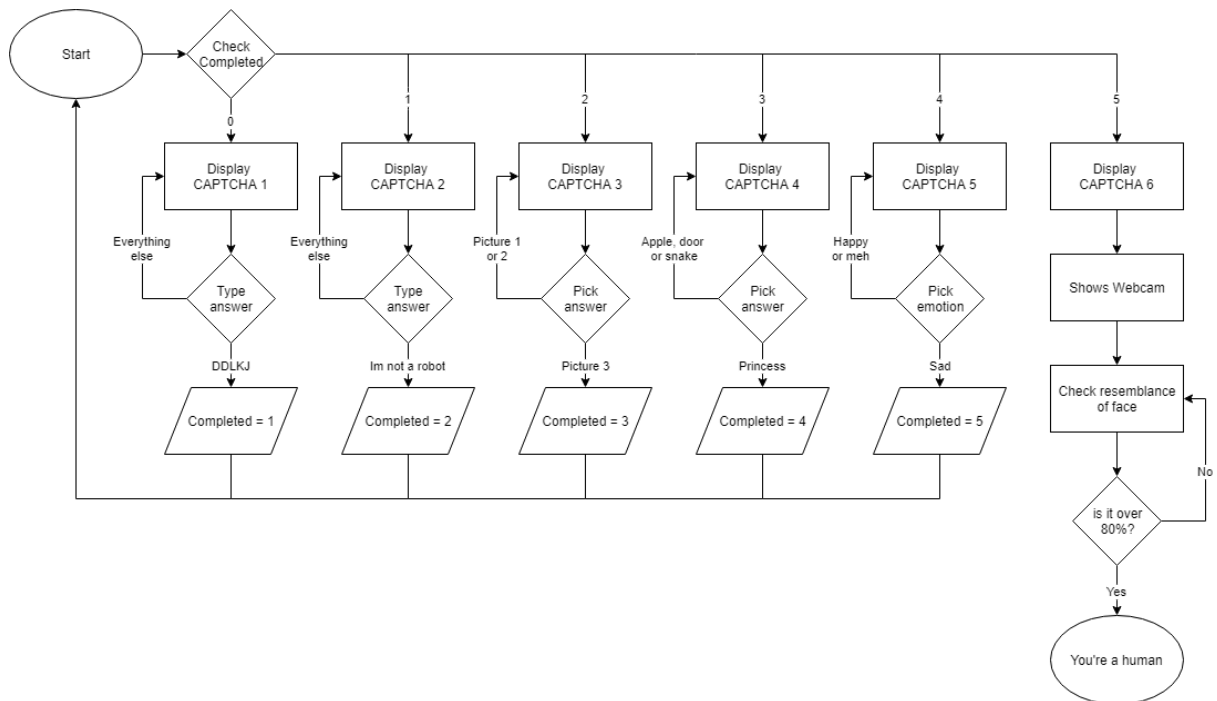 Start
Check
Completed
0
1
2
3
4
5
Display
CAPTCHA 1
Display
CAPTCHA 2
Display
CAPTCHA 3
Display
CAPTCHA 4
Display
CAPTCHA 5
Display
CAPTCHA 6
Everything
else
Everything
else
Picture 1
or 2
Apple, door
or snake
Happy
or meh
Type
answer
Type
answer
Pick
answer
Pick
answer
Pick
emotion
Shows Webcam
DDLKJ
Im not a robot
Picture 3
Princess
Sad
Check resemblance
of face
Completed = 1
Completed = 2
Completed = 3
Completed = 4
Completed = 5
No
is it over
80%?
Yes
You're a human